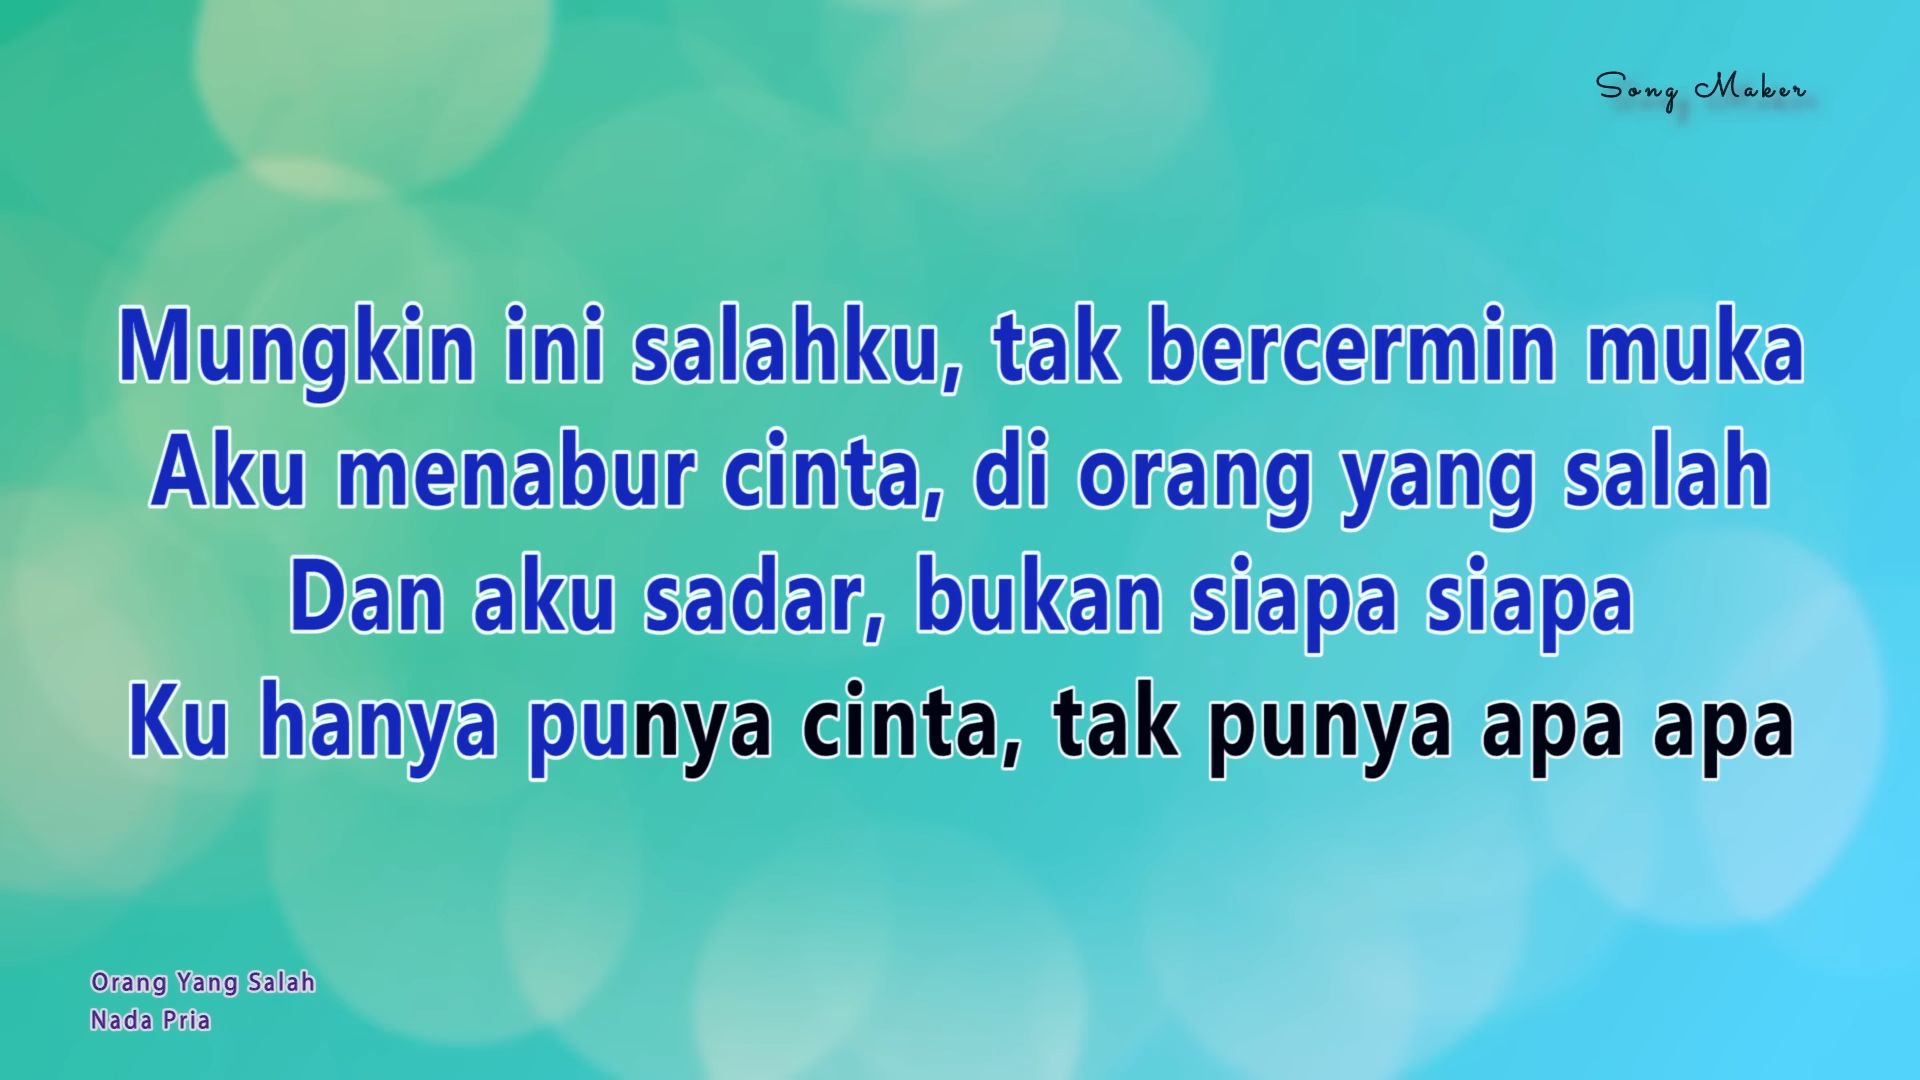 Song Maker
Mungkin ini salahku, tak bercermin muka
Aku menabur cinta, di orang yang salah
Dan aku sadar, bukan siapa siapa
Ku hanya punya cinta, tak punya apa apa
Orang Yang Salah
Nada Pria